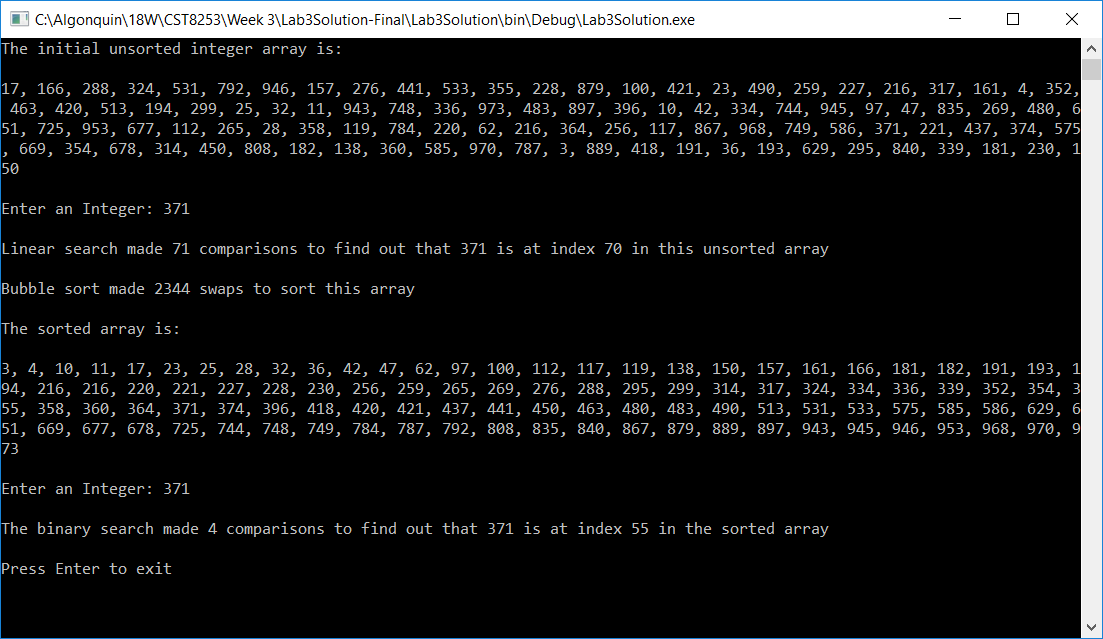 C:\Algonquin\18W\CST8253\Week 3\Lab3Solution-Final\Lab3Solution\bin\Debug\Lab3Solution.exe
The initial unsorted integer array is:
17, 166, 288, 324, 531, 792, 946, 157, 276, 441, 533, 355, 228, 879, 100, 421, 23, 490, 259, 227, 216, 317, 161, 4, 352,
463, 420, 513, 194, 299, 25, 32, 11, 943, 748, 336, 973, 483, 897, 396, 10, 42, 334, 744, 945, 97, 47, 835, 269, 480, 6
51, 725, 953, 677, 112, 265, 28, 358, 119, 784, 220, 62, 216, 364, 256, 117, 867, 968, 749, 586, 371, 221, 437, 374, 575
, 669, 354, 678, 314, 450, 808, 182, 138, 360, 585, 970, 787, 3, 889, 418, 191, 36, 193, 629, 295, 840, 339, 181, 230, 1
50
Enter an Integer: 371
Linear search made 71 comparisons to find out that 371 is at index 70 in this unsorted array
Bubble sort made 2344 swaps to sort this array
The sorted array is:
3, 4, 10, 11, 17, 23, 25, 28, 32, 36, 42, 47, 62, 97, 100, 112, 117, 119, 138, 150, 157, 161, 166, 181, 182, 191, 193, 1
94, 216, 216, 220, 221, 227, 228, 230, 256, 259, 265, 269, 276, 288, 295, 299, 314, 317, 324, 334, 336, 339, 352, 354, 3
55, 358, 360, 364, 371, 374, 396, 418, 420, 421, 437, 441, 450, 463, 480, 483, 490, 513, 531, 533, 575, 585, 586, 629, 6
51, 669, 677, 678, 725, 744, 748, 749, 784, 787, 792, 808, 835, 840, 867, 879, 889, 897, 943, 945, 946, 953, 968, 970, 9
73
Enter an Integer: 371
The binary search made 4 comparisons to find out that 371 is at index 55 in the sorted array
Press Enter to exit